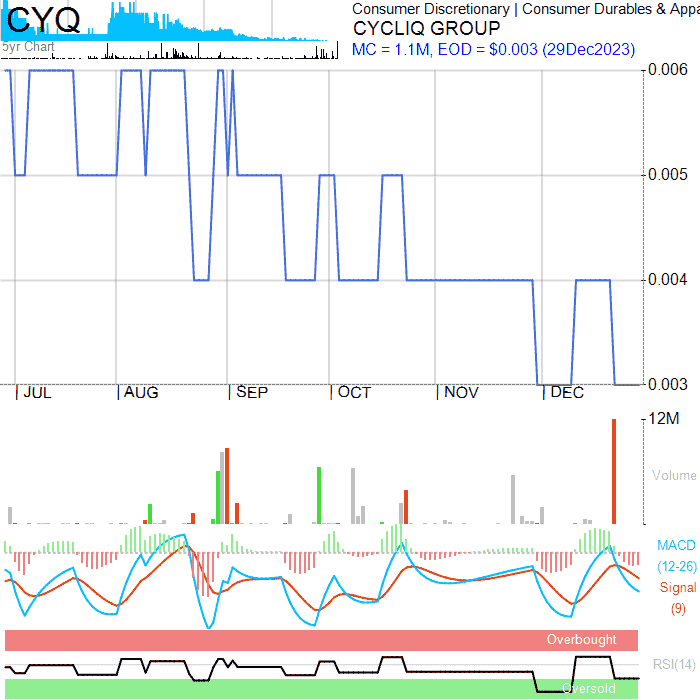 CYQ
5yr Chart
Consumer Discretionary | Consumer Durables & Appa
CYCLIQ GROUP
MC = 1.1M, EOD = $0.003 (29Dec2023)
0.006
0.005
0.004
0.003
JUL
AUG
SEP
OCT
NOV
DEC
12M
Volume
MACD
(12-26)
Signal
(9)
Overbought
RSI(14)
Oversold